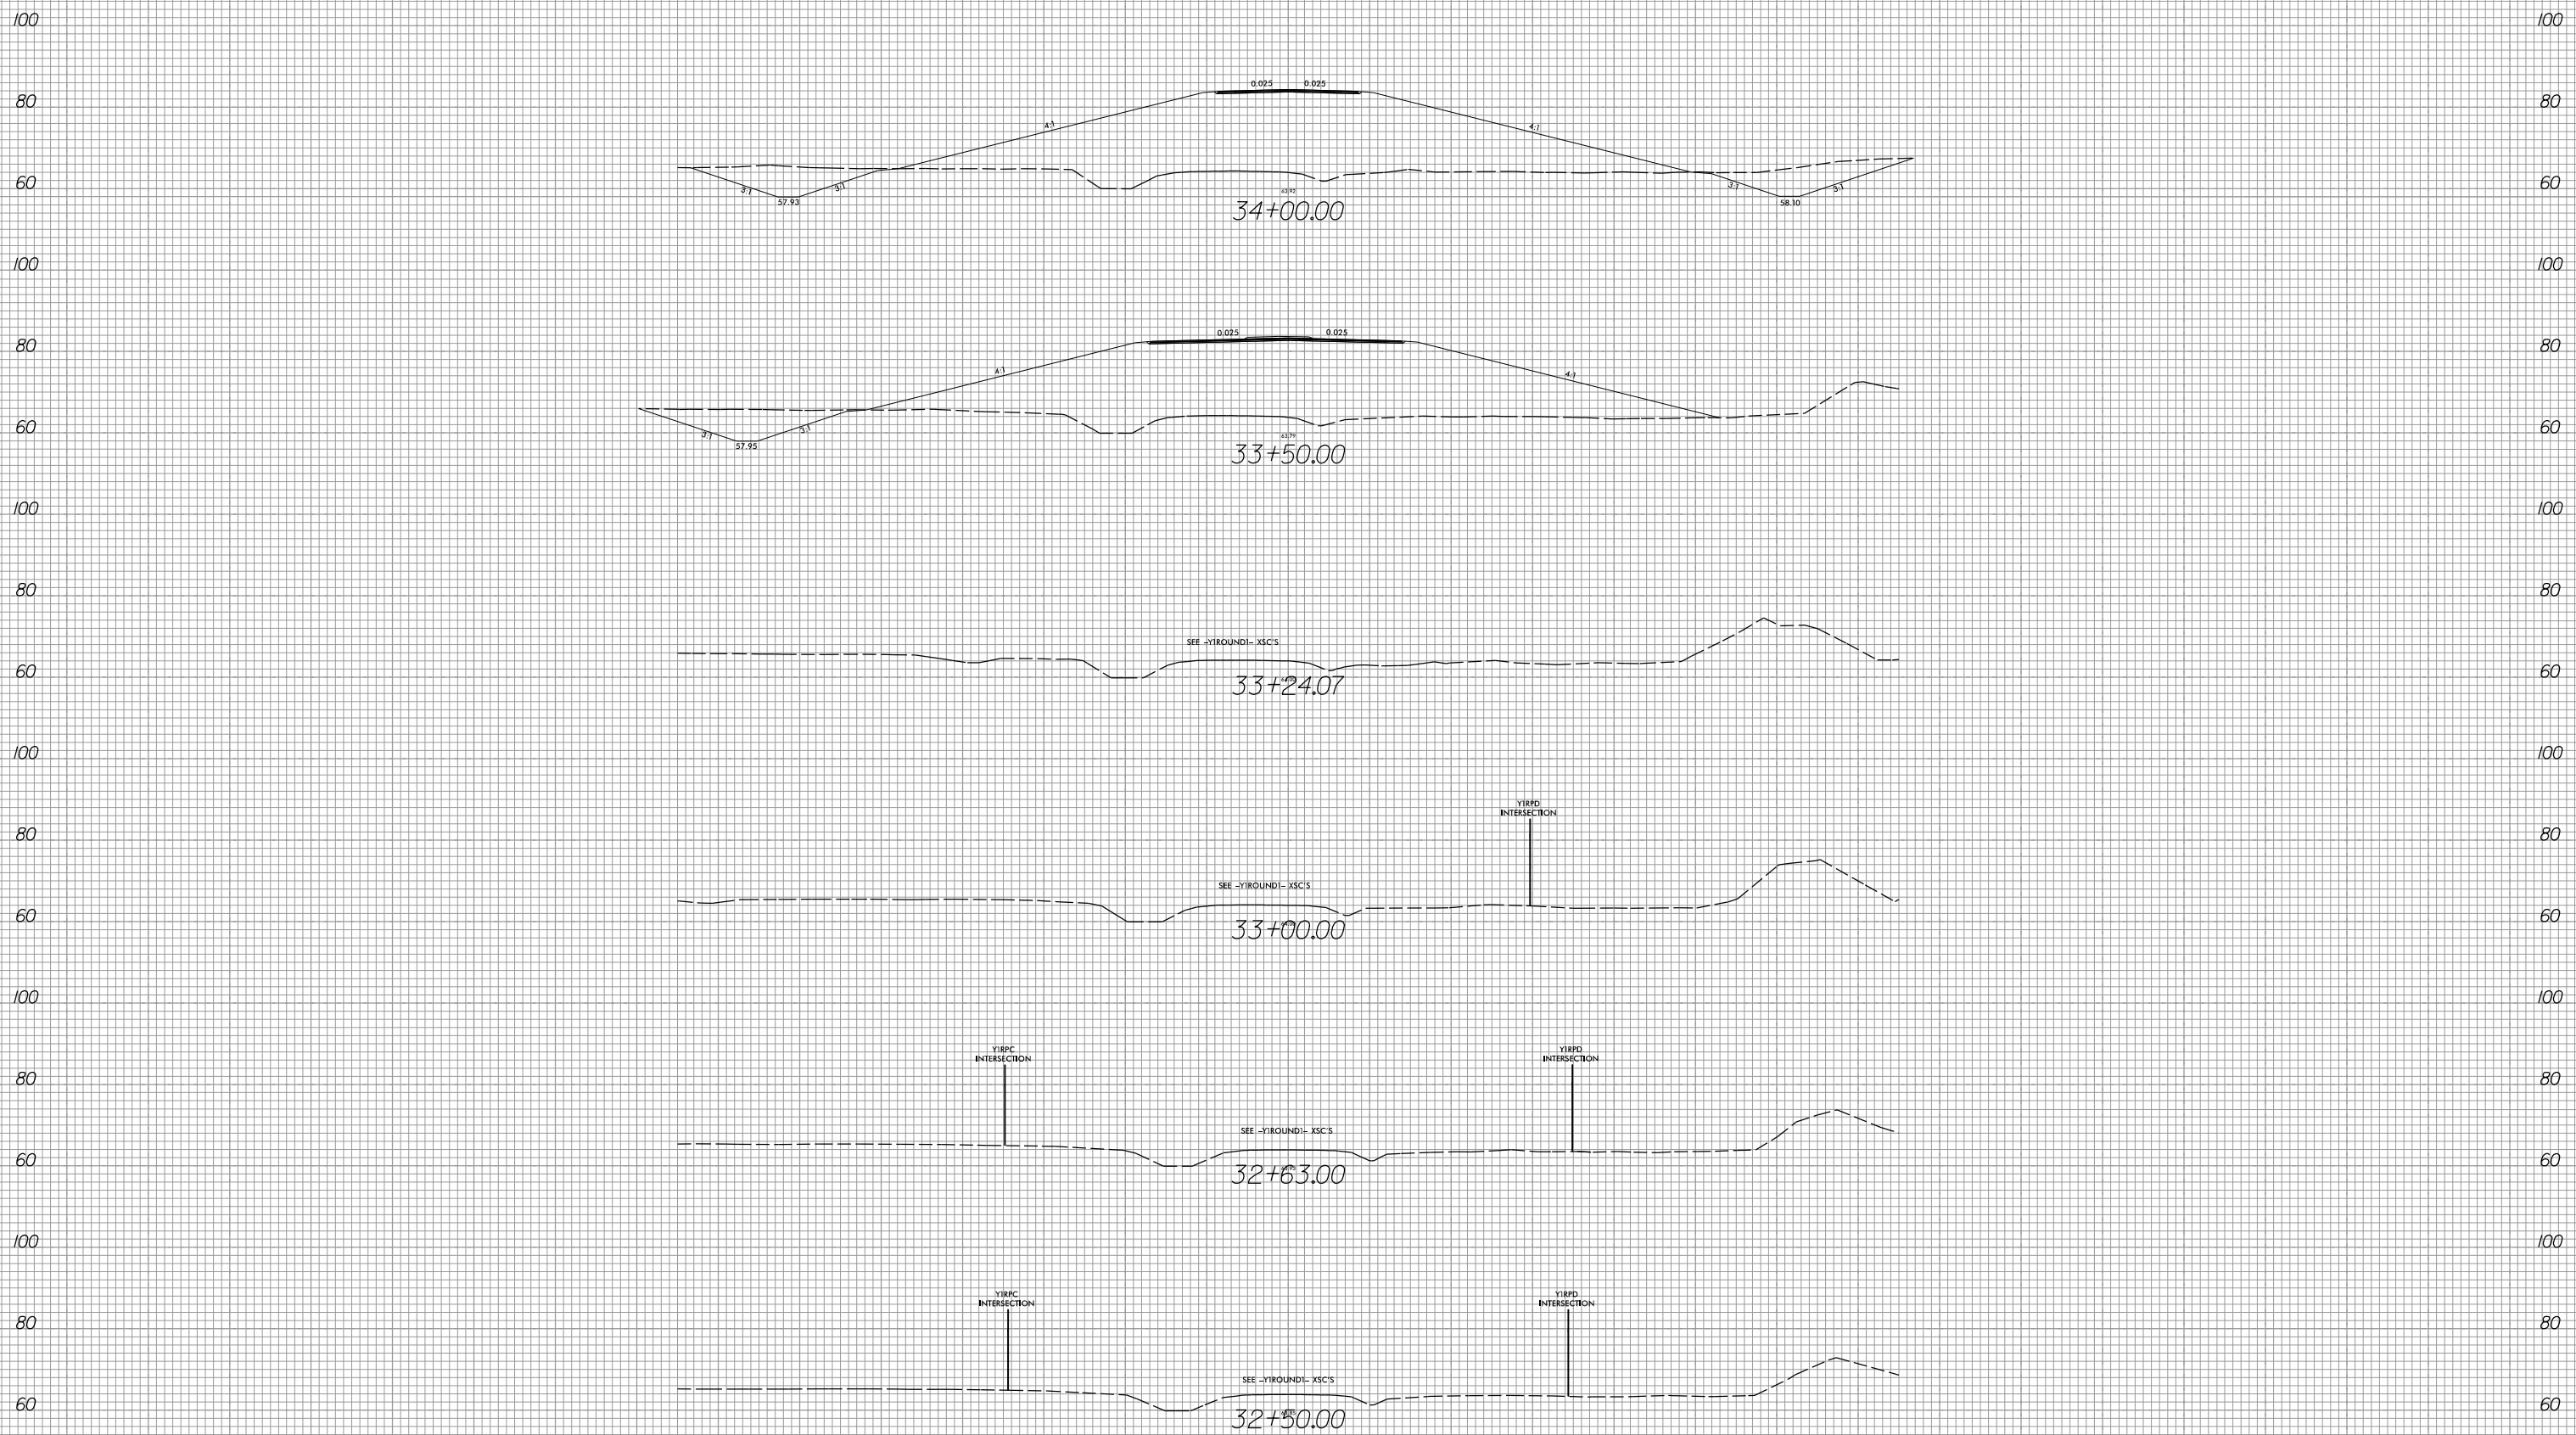 100 100
0.025 0.025
80 80
4:1 4:1
60 3:1 3:1 3:1 3:1 60
57.93 63.92 58.10
34+00.00
100 100
0.025 0.025
80 80
4:1 4:1
60 3:1 3:1 60
57.95 63.79
33+50.00
100 100
80 80
SEE -Y1ROUND1- XSC'S
60 60
33+24.07
100 100
Y1RPD
INTERSECTION
80 80
SEE -Y1ROUND1- XSC'S
60 60
33+00.00
100 100
Y1RPC Y1RPD
INTERSECTION INTERSECTION
80 80
SEE -Y1ROUND1- XSC'S
60 60
32+63.00
100 100
Y1RPC Y1RPD
INTERSECTION INTERSECTION
80 80
SEE -Y1ROUND1- XSC'S
60 60
32+50.00